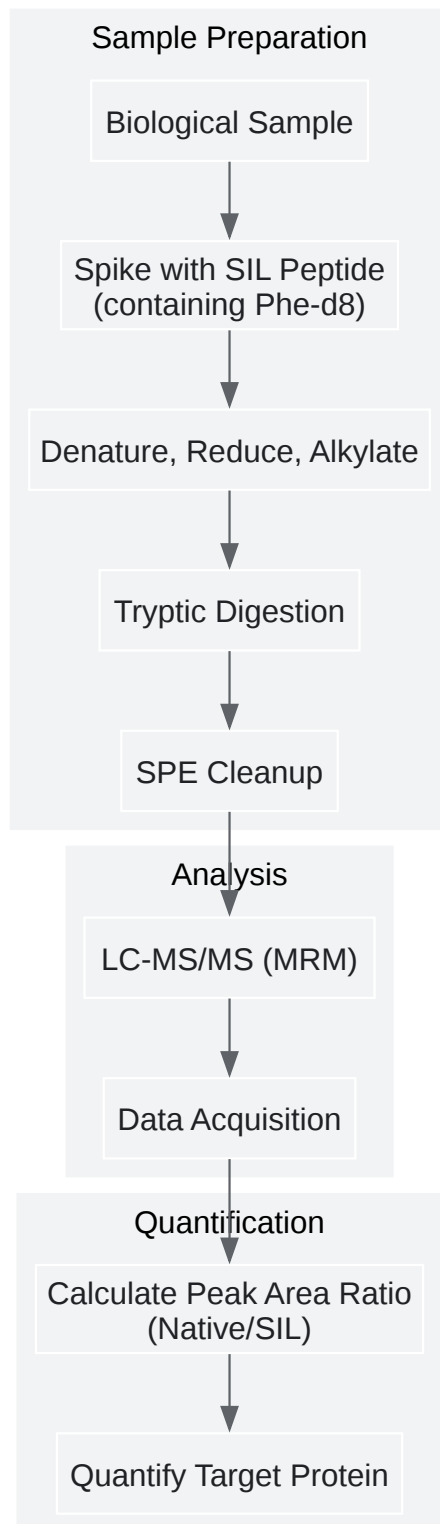 Sample Preparation
Biological Sample
Spike with SIL Peptide
(containing Phe-d8)
Denature, Reduce, Alkylate
Tryptic Digestion
SPE Cleanup
Analysis
LC-MS/MS (MRM)
Data Acquisition
Quantification
Calculate Peak Area Ratio
(Native/SIL)
Quantify Target Protein